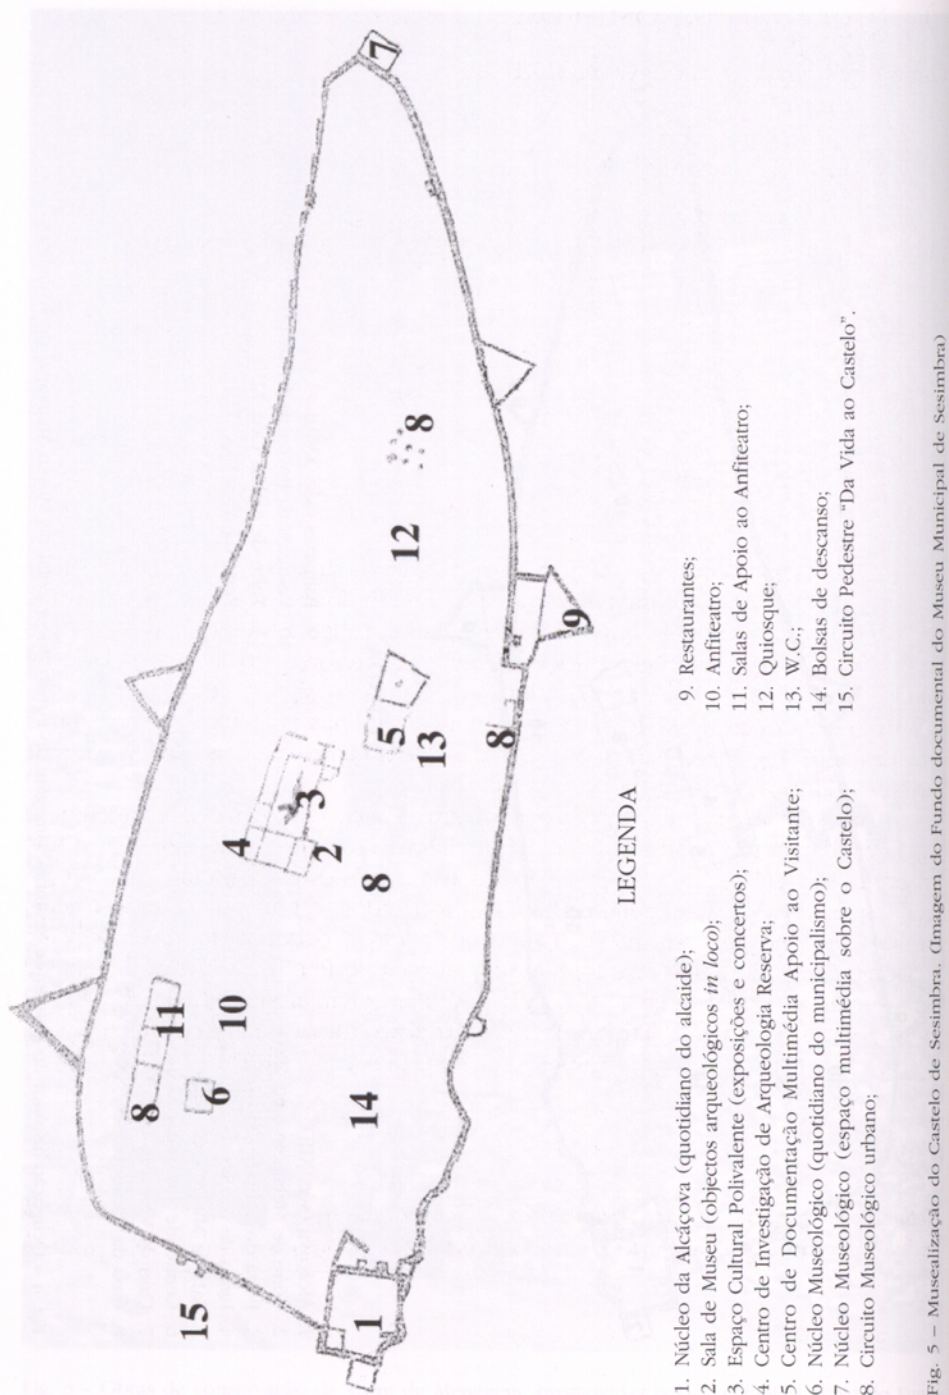 15
1
14
8
6
11
10
4
2
3
8
5
13
8
12
9
8
7
LEGENDA
1. Núcleo da Alcáçova (quotidiano do alcaide);
2. Sala de Museu (objectos arqueológicos in loco);
3. Espaço Cultural Polivalente (exposições e concertos);
4. Centro de Investigação de Arqueologia Reserva;
5. Centro de Documentação Multimédia Apoio ao Visitante;
6. Núcleo Museológico (quotidiano do municipalismo);
7. Núcleo Museológico (espaço multimédia sobre o Castelo);
8. Circuito Museológico urbano;
9. Restaurantes;
10. Anfiteatro;
11. Salas de Apoio ao Anfiteatro;
12. Quiosque;
13. W.C.;
14. Bolsas de descanso;
15. Circuito Pedestre "Da Vida ao Castelo".
Fig. 5 – Musealização do Castelo de Sesimbra. (Imagem do Fundo documental do Museu Municipal de Sesimbra)